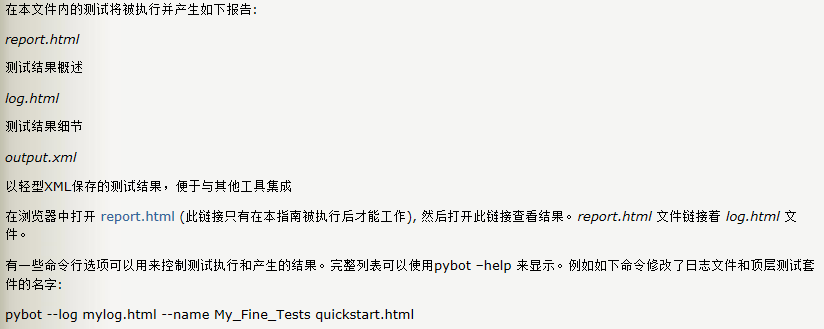 在本文件内的测试将被执行并产生如下报告:
report.html
测试结果概述
log.html
测试结果细节
output.xml
以轻型XML保存的测试结果，便于与其他工具集成
在浏览器中打开 report.html (此链接只有在本指南被执行后才能工作), 然后打开此链接查看结果。report.html 文件链接着 log.html 文
件。
有一些命令行选项可以用来控制测试执行和产生的结果。完整列表可以使用pybot –help 来显示。例如如下命令修改了日志文件和顶层测试套
件的名字:
pybot --log mylog.html --name My_Fine_Tests quickstart.html